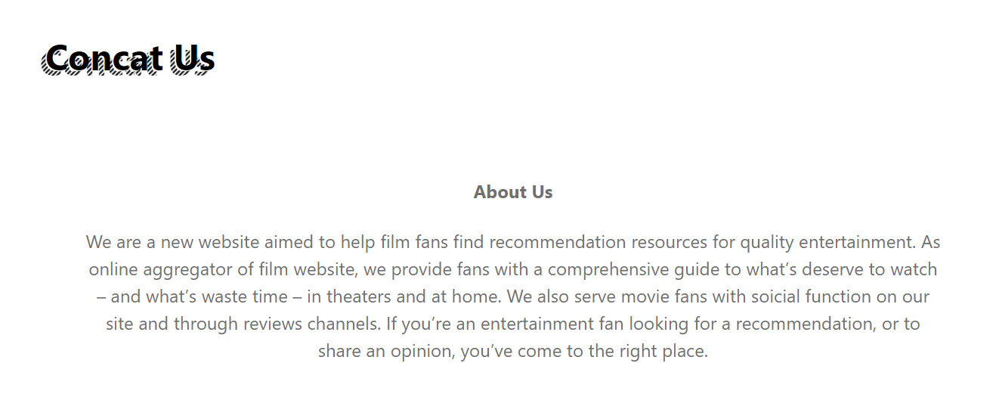 Concat Us
About Us
We are a new website aimed to help film fans find recommendation resources for quality entertainment. As
online aggregator of film website, we provide fans with a comprehensive guide to what’s deserve to watch
– and what’s waste time – in theaters and at home. We also serve movie fans with soicial function on our
site and through reviews channels. If you’re an entertainment fan looking for a recommendation, or to
share an opinion, you’ve come to the right place.